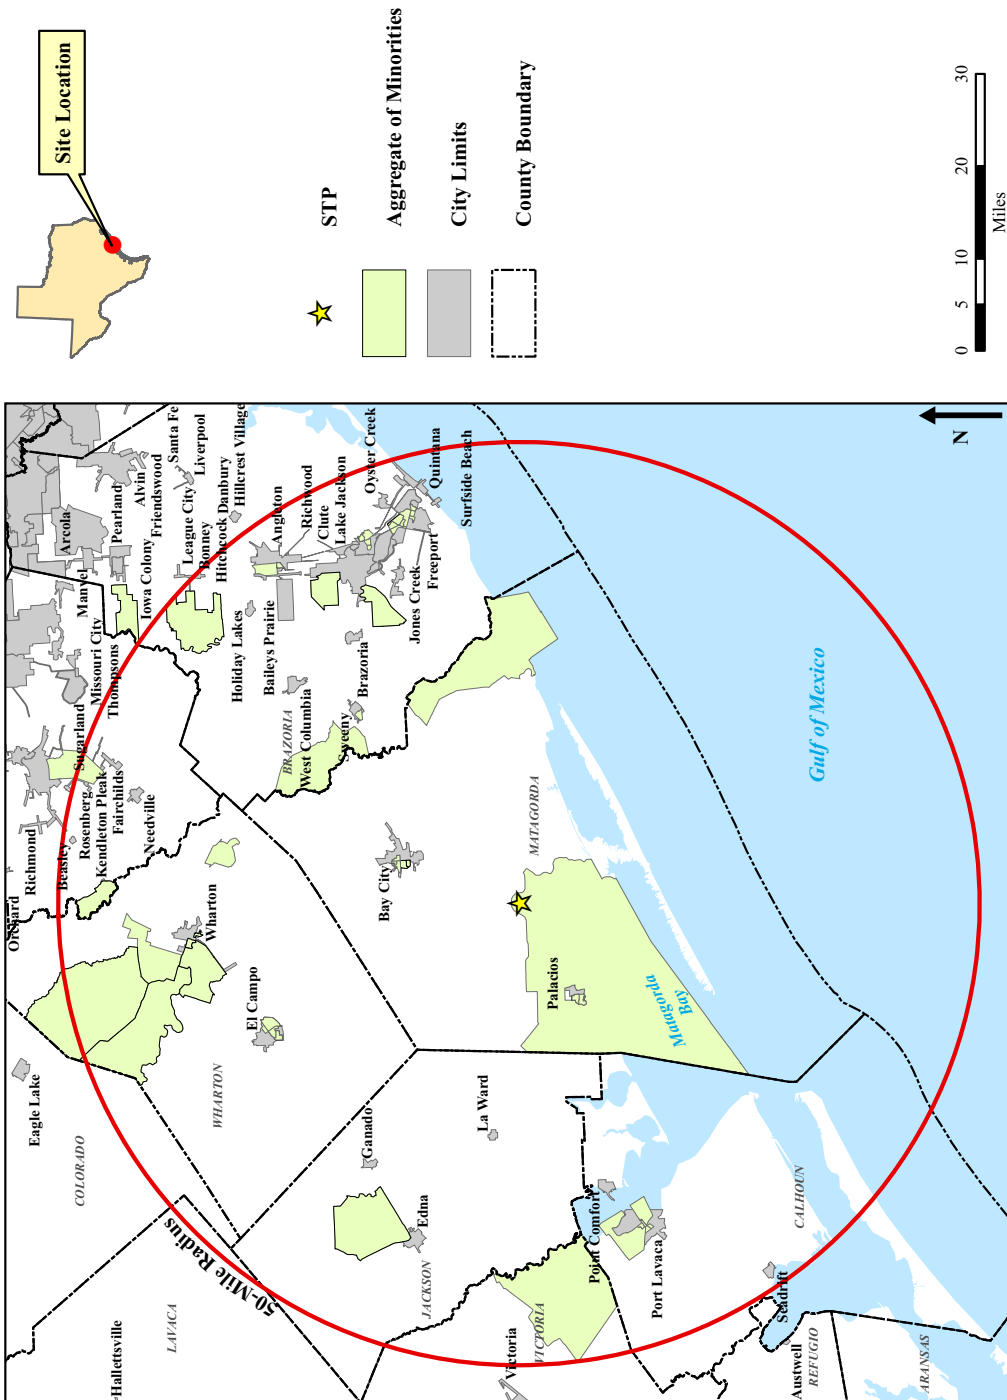 Site Location
STP
Aggregate of Minorities
City Limits
County Boundary
0
5
10
20
30
Miles
N
50-Mile Radius
Orchard
Richmond
Beasley
Rosenberg
Kendleton
Pleak
Fairchilds
Needville
Sugarland
Missouri City
Thompsons
Arcola
Manvel
Pearland
Iowa Colony
Alvin
Friendswood
Santa Fe
League City
Liverpool
Bonney
Hitchcock
Danbury
Hillcrest Village
Holiday Lakes
Angleton
Baileys Prairie
Richwood
Clute
Lake Jackson
Oyster Creek
Quintana
Surfside Beach
Freeport
Jones Creek
Brazoria
BRAZORIA
West Columbia
Sweeny
Eagle Lake
COLORADO
Wharton
El Campo
WHARTON
Bay City
MATAGORDA
Palacios
Matagorda
Bay
Gulf of Mexico
Hallettsville
LAVACA
Ganado
La Ward
Edna
JACKSON
Victoria
VICTORIA
Point Comfort
Port Lavaca
CALHOUN
Seadrift
Austwell
REFUGIO
ARANSAS